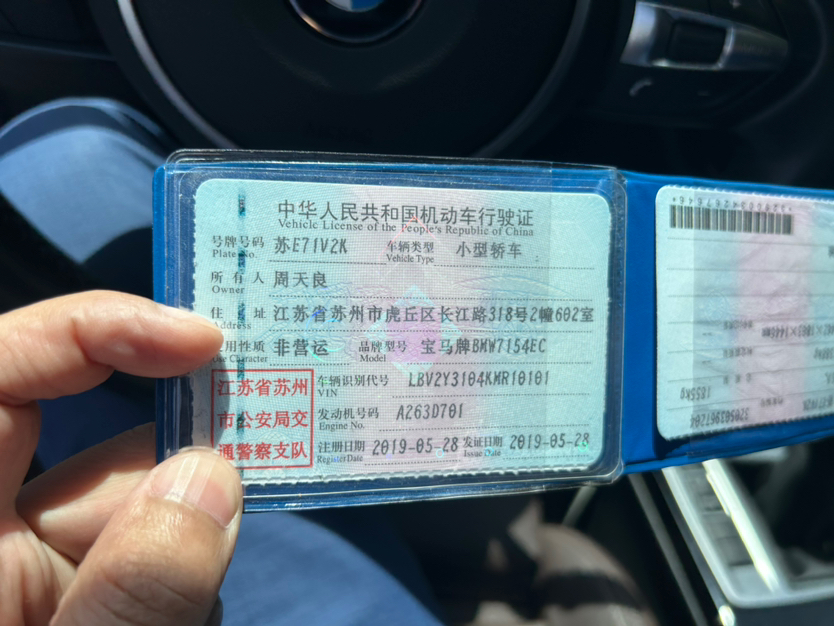 中华人民共和国机动车行驶证
Vehicle License of the People's Republic of China
号牌号码 苏E71V2K 车辆类型 小型轿车
Plate No. Vehicle Type
所有人 周天良
Owner
住址 江苏省苏州市虎丘区长江路318号2幢602室
Address
用性质 非营运 品牌型号 宝马牌BMW7154EC
Use Character Model
江苏省苏州
市公安局交
通警察支队
车辆识别代号 LBV2Y3104KMR10101
VIN
发动机号码 A263D701
Engine No.
注册日期 2019-05-28 发证日期 2019-05-28
Register Date Issue Date
1855kg